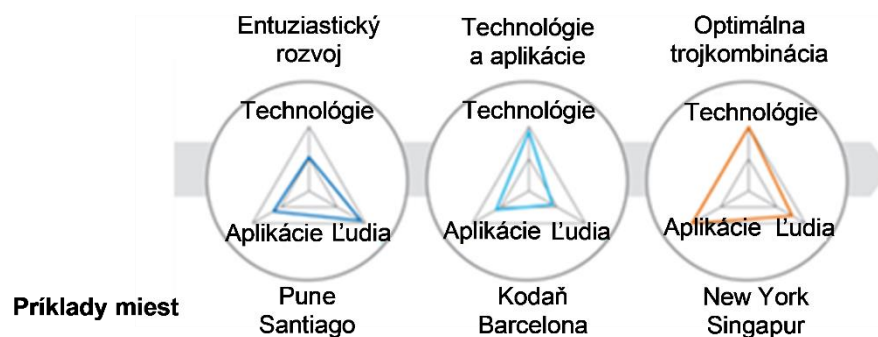 Entuziastický
rozvoj
Technológie
a aplikácie
Optimálna
trojkombinácia
Technológie
Aplikácie Ľudia
Technológie
Aplikácie Ľudia
Technológie
Aplikácie Ľudia
Príklady miest
Pune
Santiago
Kodaň
Barcelona
New York
Singapur